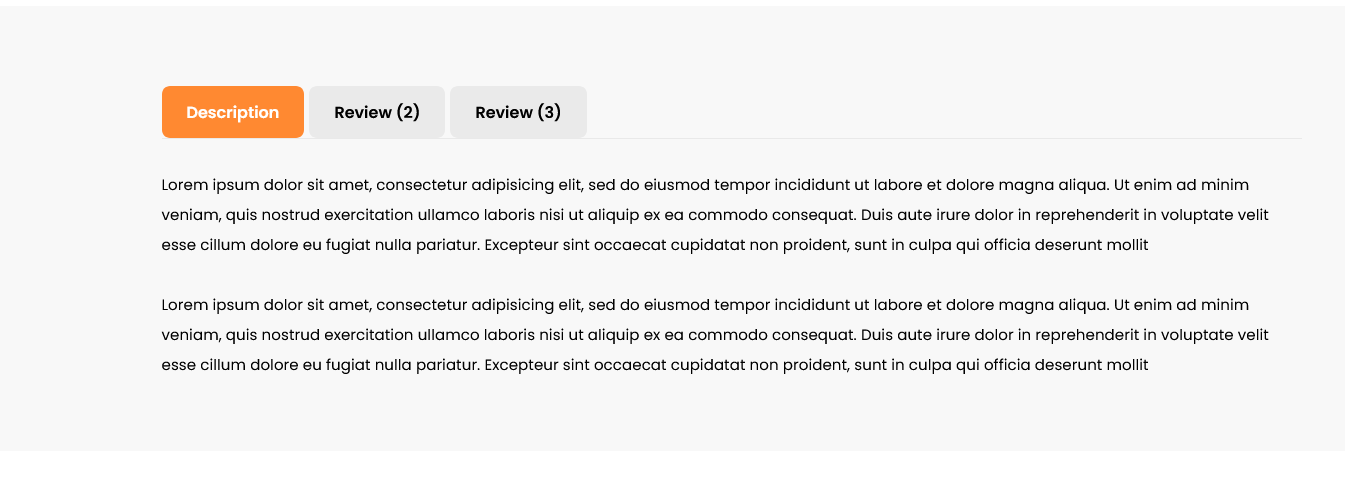 Description
Review (2)
Review (3)
Lorem ipsum dolor sit amet, consectetur adipisicing elit, sed do eiusmod tempor incididunt ut labore et dolore magna aliqua. Ut enim ad minim
veniam, quis nostrud exercitation ullamco laboris nisi ut aliquip ex ea commodo consequat. Duis aute irure dolor in reprehenderit in voluptate velit
esse cillum dolore eu fugiat nulla pariatur. Excepteur sint occaecat cupidatat non proident, sunt in culpa qui officia deserunt mollit
Lorem ipsum dolor sit amet, consectetur adipisicing elit, sed do eiusmod tempor incididunt ut labore et dolore magna aliqua. Ut enim ad minim
veniam, quis nostrud exercitation ullamco laboris nisi ut aliquip ex ea commodo consequat. Duis aute irure dolor in reprehenderit in voluptate velit
esse cillum dolore eu fugiat nulla pariatur. Excepteur sint occaecat cupidatat non proident, sunt in culpa qui officia deserunt mollit